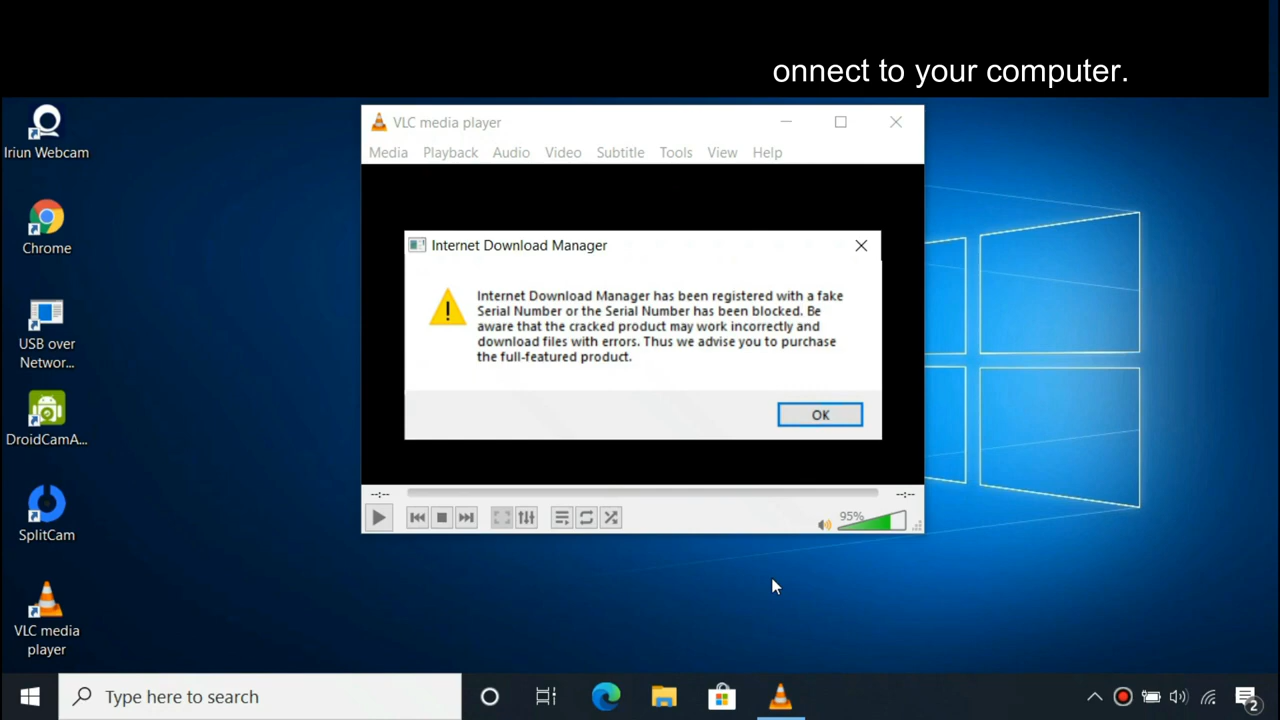 onnect to your computer.
Iriun Webcam
Chrome
USB over
Networ...
DroidCamA...
SplitCam
VLC media
player
VLC media player
Media Playback Audio Video Subtitle Tools View Help
Internet Download Manager
Internet Download Manager has been registered with a fake
Serial Number or the Serial Number has been blocked. Be
aware that the cracked product may work incorrectly and
download files with errors. Thus we advise you to purchase
the full-featured product.
OK
--:-- --:--
95%
Type here to search
2